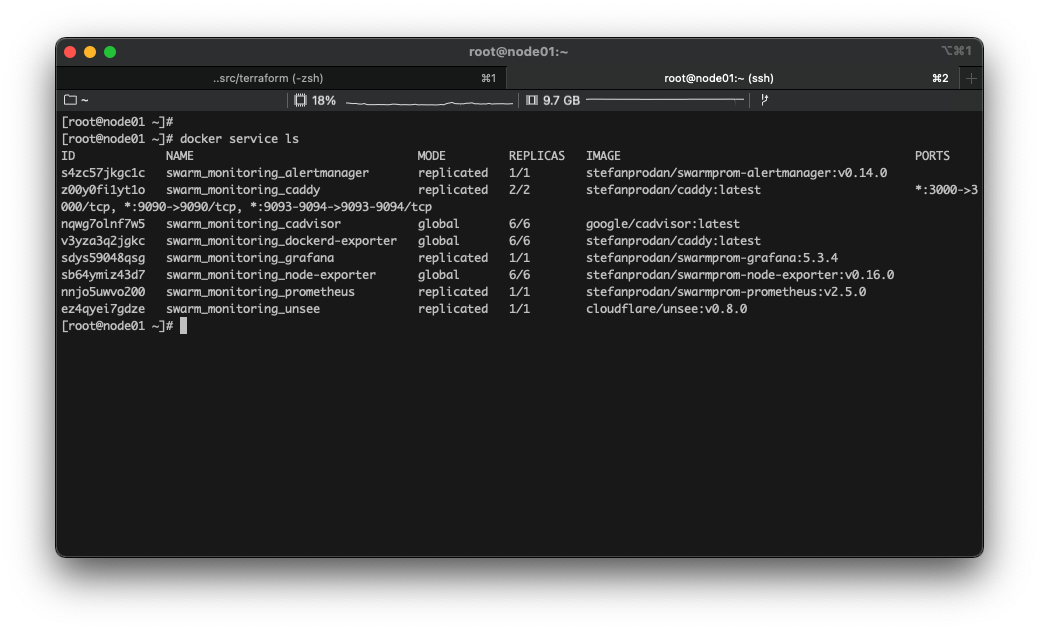 root@node01:~
⌥⌘1
..src/terraform (-zsh) ⌘1 root@node01:~ (ssh) ⌘2 +
~ 18% 9.7 GB
[root@node01 ~]#
[root@node01 ~]# docker service ls
ID NAME MODE REPLICAS IMAGE PORTS
s4zc57jkgc1c swarm_monitoring_alertmanager replicated 1/1 stefanprodan/swarmprom-alertmanager:v0.14.0
z00y0fi1yt1o swarm_monitoring_caddy replicated 2/2 stefanprodan/caddy:latest *:3000->3
000/tcp, *:9090->9090/tcp, *:9093-9094->9093-9094/tcp
nqwg7olnf7w5 swarm_monitoring_cadvisor global 6/6 google/cadvisor:latest
v3yza3q2jgkc swarm_monitoring_dockerd-exporter global 6/6 stefanprodan/caddy:latest
sdys59048qsg swarm_monitoring_grafana replicated 1/1 stefanprodan/swarmprom-grafana:5.3.4
sb64ymiz43d7 swarm_monitoring_node-exporter global 6/6 stefanprodan/swarmprom-node-exporter:v0.16.0
nnjo5uwvo200 swarm_monitoring_prometheus replicated 1/1 stefanprodan/swarmprom-prometheus:v2.5.0
ez4qyei7gdze swarm_monitoring_unsee replicated 1/1 cloudflare/unsee:v0.8.0
[root@node01 ~]#